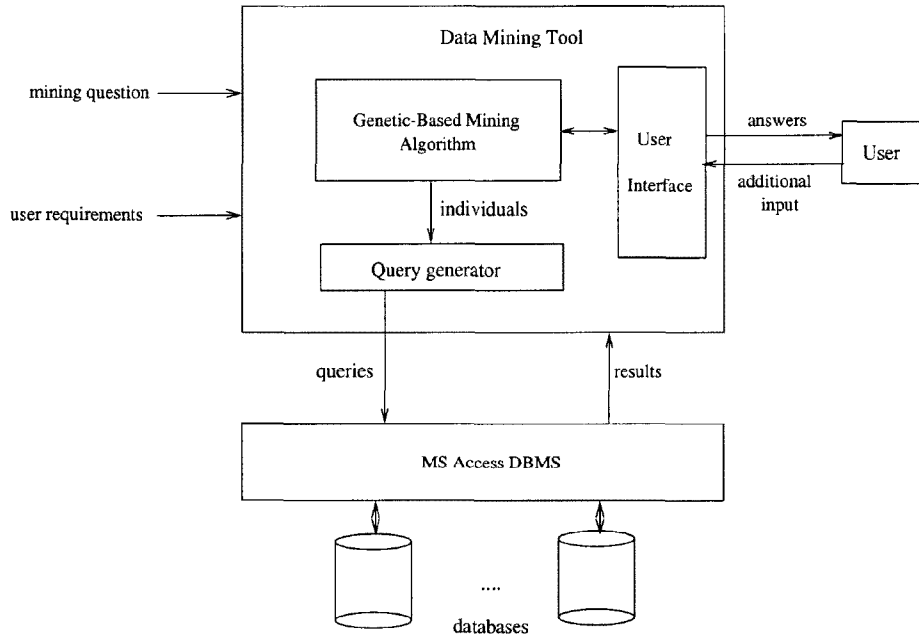 Data Mining Tool
mining question
Genetic-Based Mining
Algorithm
User
Interface
answers
User
additional
input
user requirements
individuals
Query generator
queries
results
MS Access DBMS
....
databases